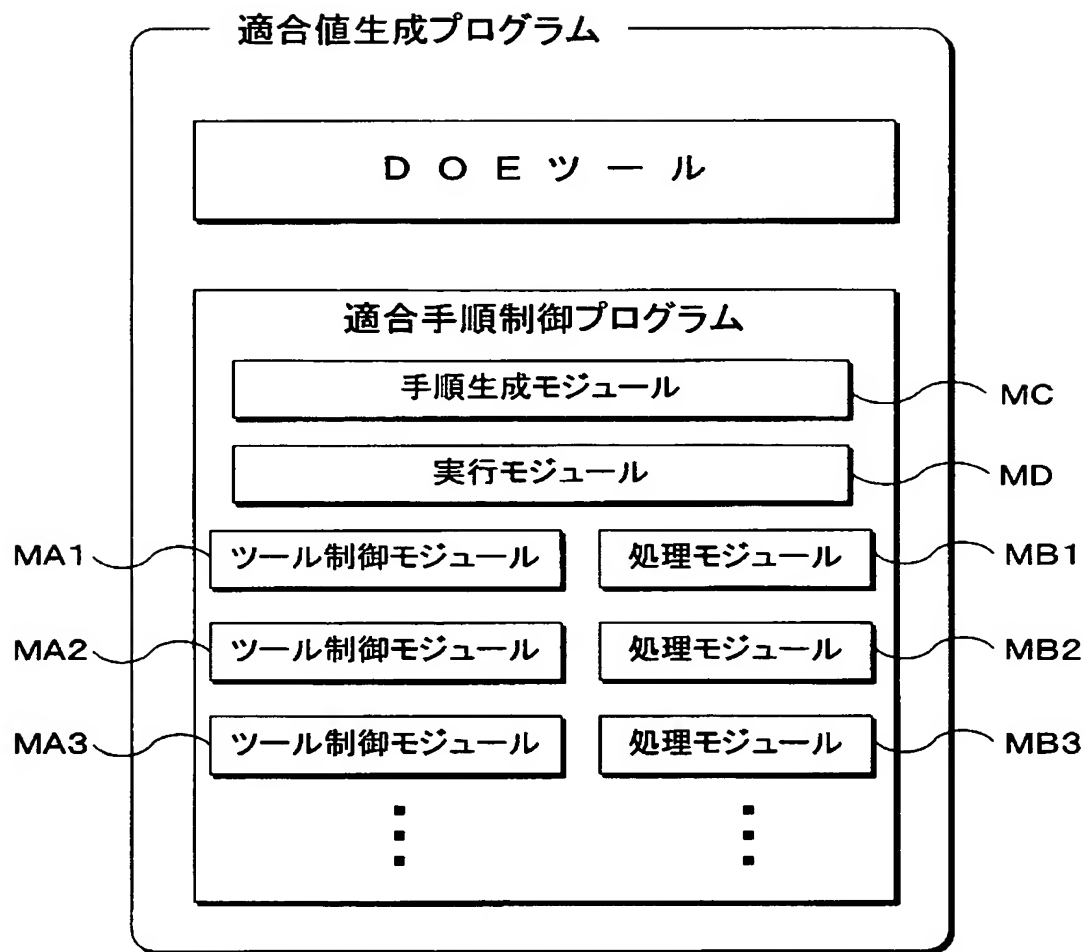 適合値生成プログラム
DOEツール
適合手順制御プログラム
手順生成モジュール MC
実行モジュール MD
MA1 ツール制御モジュール 処理モジュール MB1
MA2 ツール制御モジュール 処理モジュール MB2
MA3 ツール制御モジュール 処理モジュール MB3